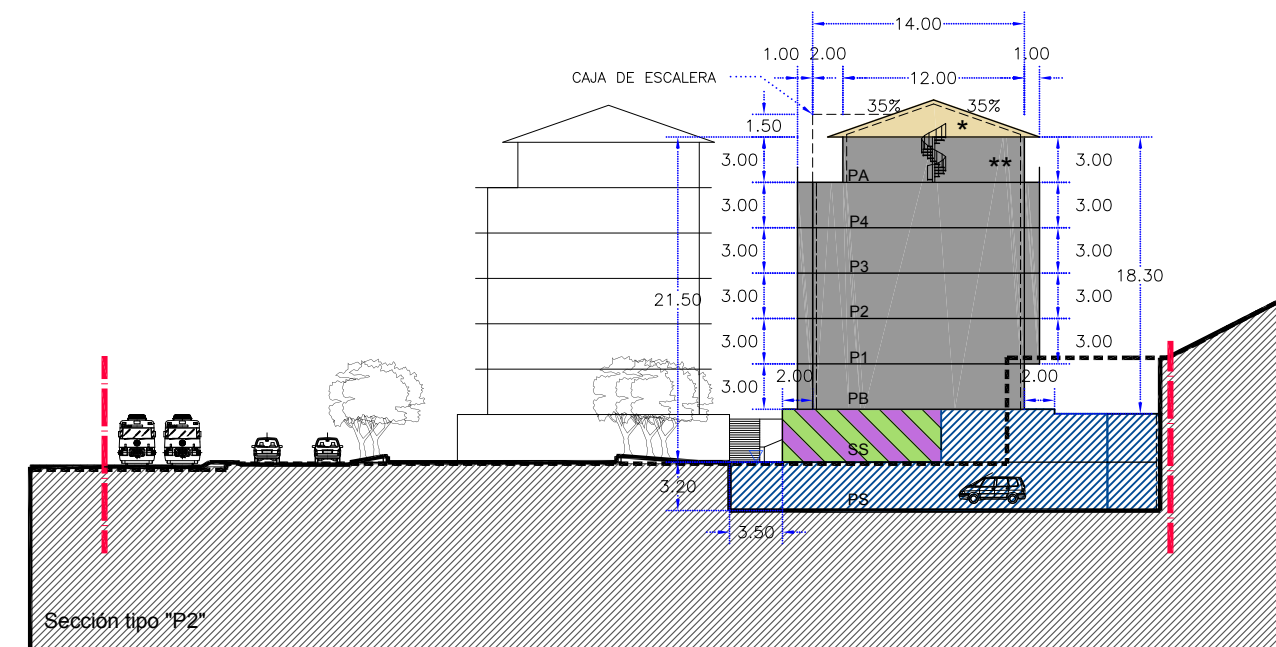 14.00
1.00 2.00 1.00
CAJA DE ESCALERA 12.00
35% 35%
1.50 *
3.00 ** 3.00
PA
3.00 P4 3.00
3.00 P3 3.00
18.30
21.50
3.00 P2 3.00
3.00 P1 3.00
2.00 2.00
3.00 PB
SS
3.20
PS
3.50
Sección tipo "P2"